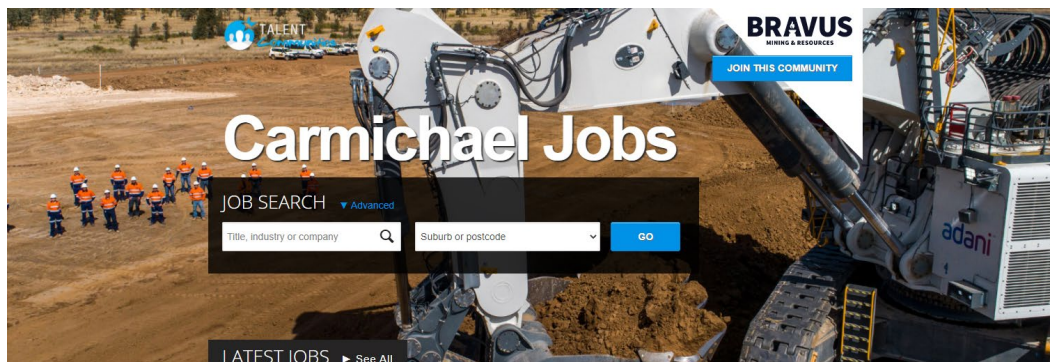 TALENT
Community
BRAVUS
MINING & RESOURCES
JOIN THIS COMMUNITY
Carmichael Jobs
JOB SEARCH ▼ Advanced
Title, industry or company
Suburb or postcode
GO
adani
LATEST JOBS ► See All